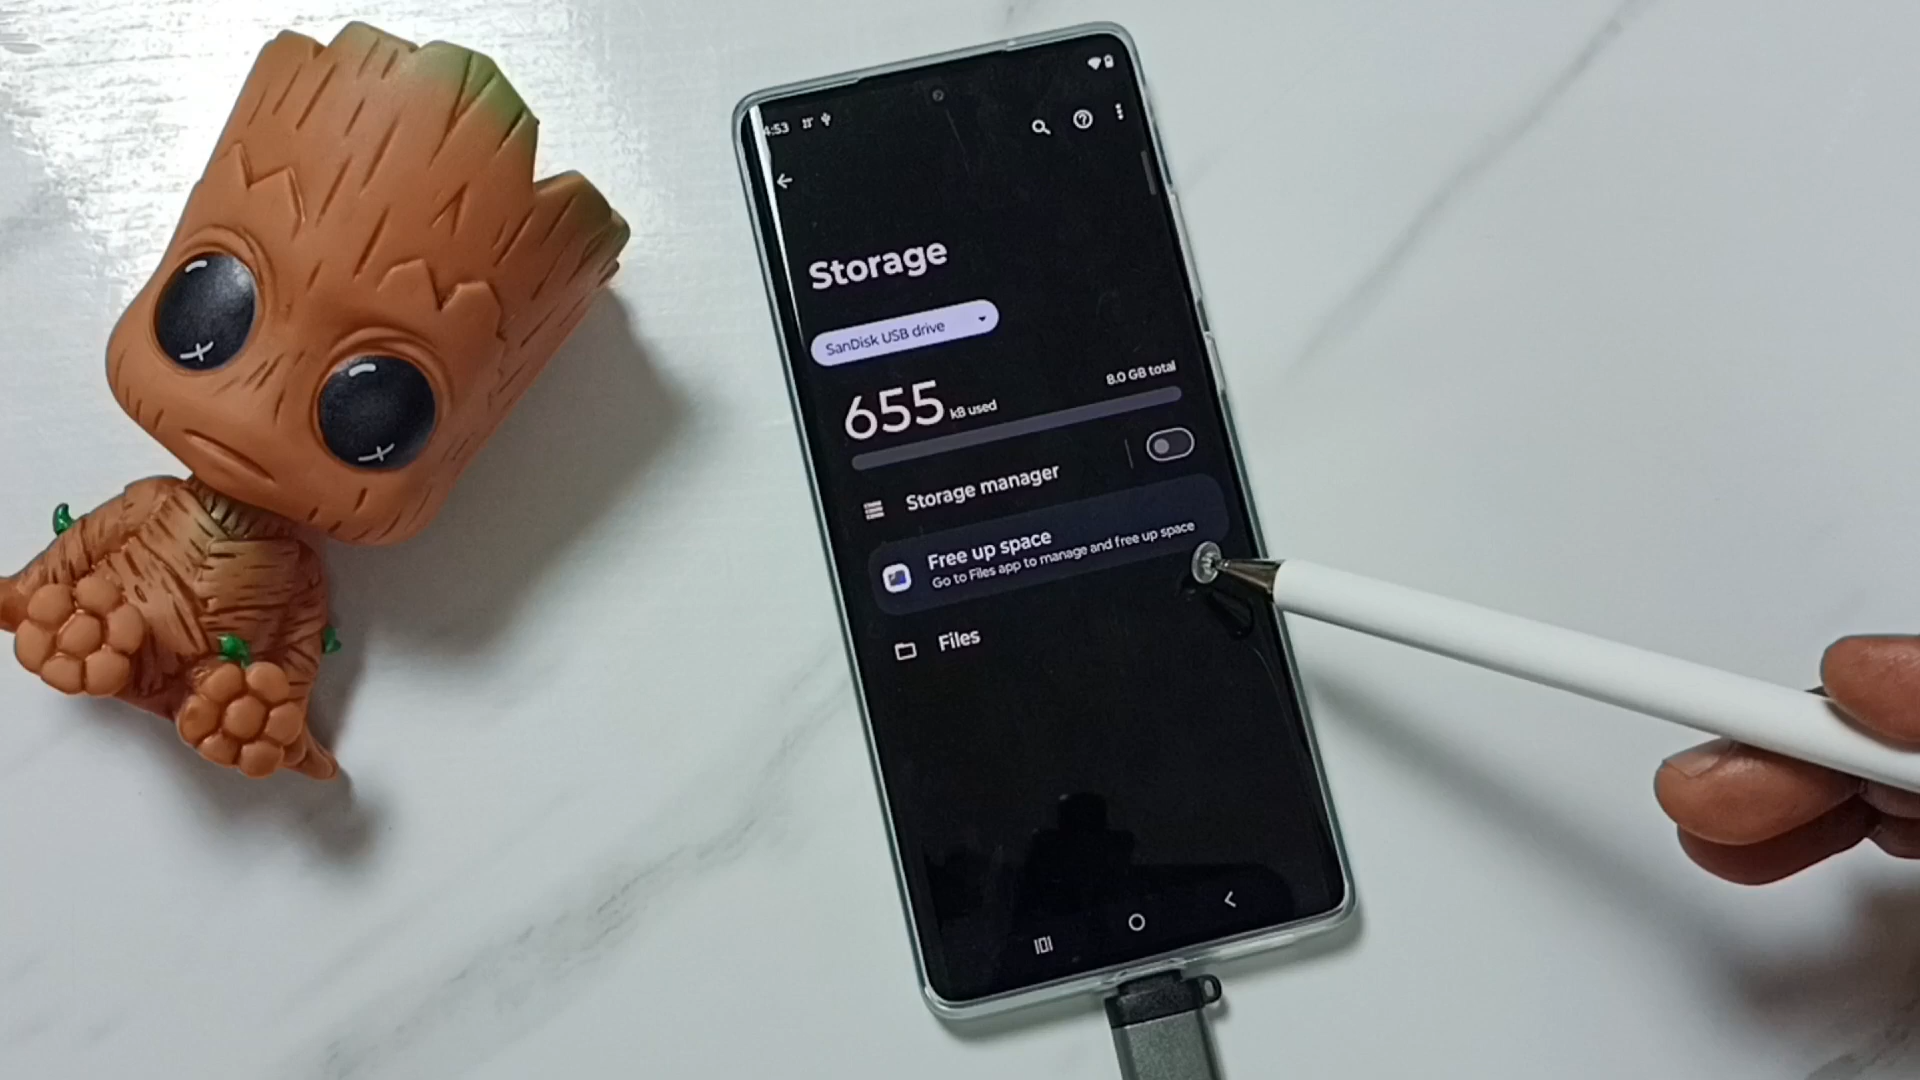 4:53
Storage
SanDisk USB drive
655 kB used
8.0 GB total
Storage manager
Free up space
Go to Files app to manage and free up space
Files